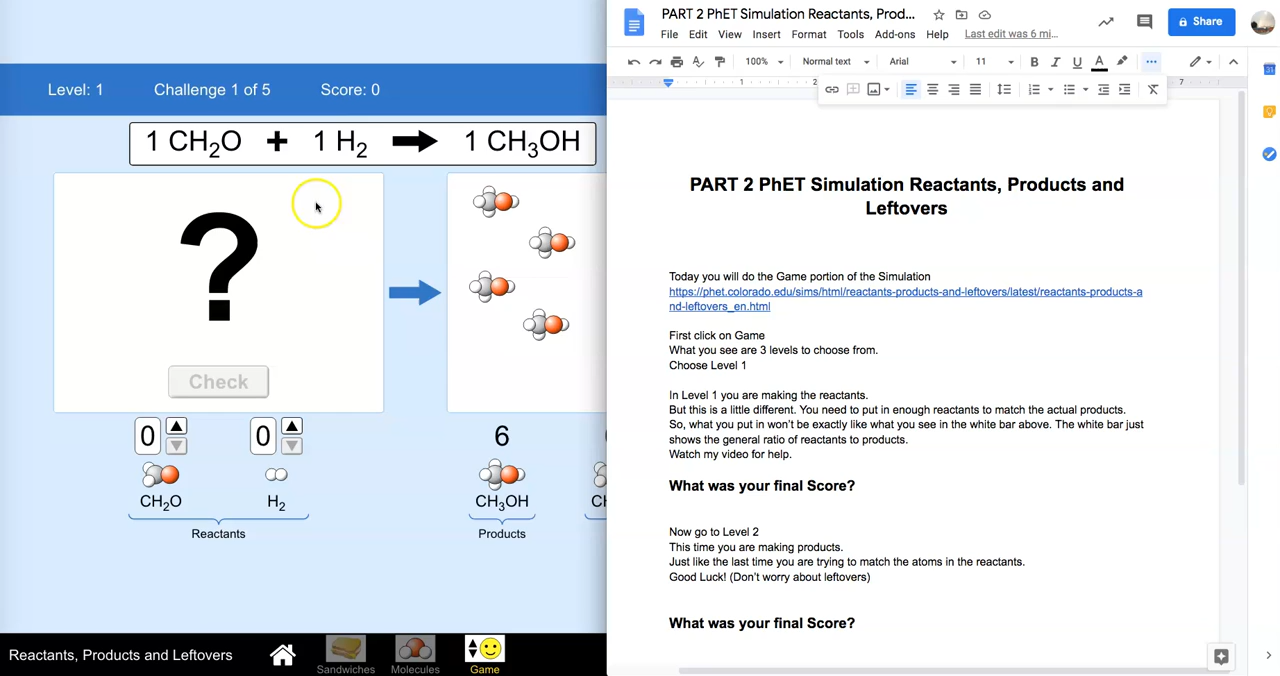 Level: 1 Challenge 1 of 5 Score: 0
1 CH₂O + 1 H₂ → 1 CH₃OH
?
Check
0 0 6
CH₂O H₂ CH₃OH
Reactants Products
Reactants, Products and Leftovers
Sandwiches Molecules Game
PART 2 PhET Simulation Reactants, Prod...
File Edit View Insert Format Tools Add-ons Help Last edit was 6 mi...
Share
100% Normal text Arial 11 B I U A
1 2 7
31
PART 2 PhET Simulation Reactants, Products and
Leftovers
Today you will do the Game portion of the Simulation
https://phet.colorado.edu/sims/html/reactants-products-and-leftovers/latest/reactants-products-a
nd-leftovers_en.html
First click on Game
What you see are 3 levels to choose from.
Choose Level 1
In Level 1 you are making the reactants.
But this is a little different. You need to put in enough reactants to match the actual products.
So, what you put in won't be exactly like what you see in the white bar above. The white bar just
shows the general ratio of reactants to products.
Watch my video for help.
What was your final Score?
Now go to Level 2
This time you are making products.
Just like the last time you are trying to match the atoms in the reactants.
Good Luck! (Don't worry about leftovers)
What was your final Score?